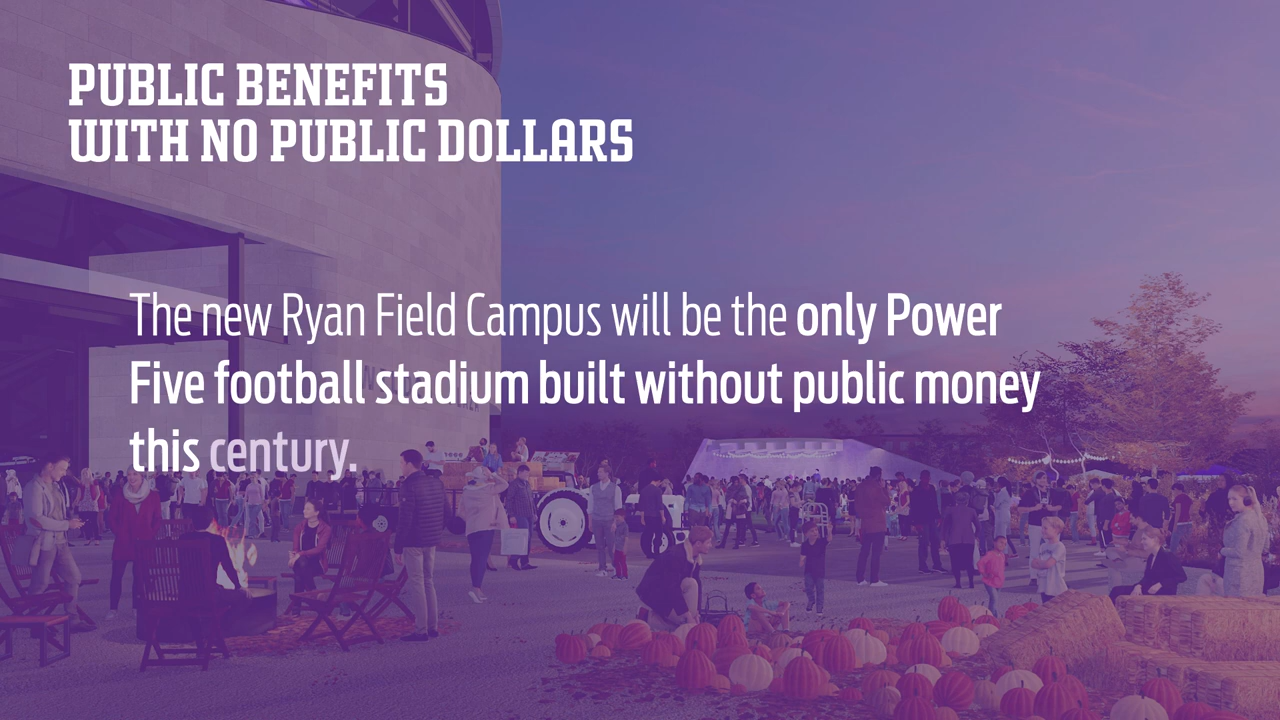 PUBLIC BENEFITS
WITH NO PUBLIC DOLLARS
The new Ryan Field Campus will be the only Power
Five football stadium built without public money
this century.